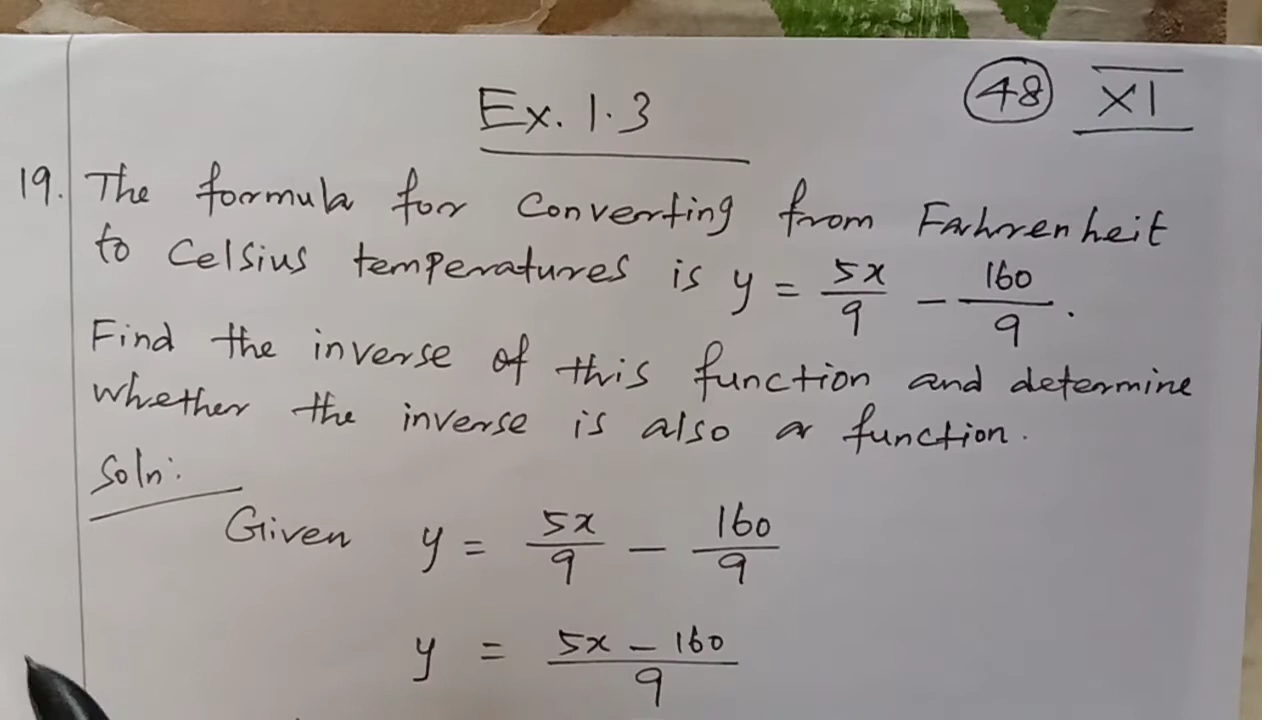 Ex. 1.3
48 XI
19. The formula for Converting from Fahrenheit
to Celsius temperatures is y = 5x/9 - 160/9.
Find the inverse of this function and determine
whether the inverse is also a function.
Soln:
Given y = 5x/9 - 160/9
y = 5x - 160/9